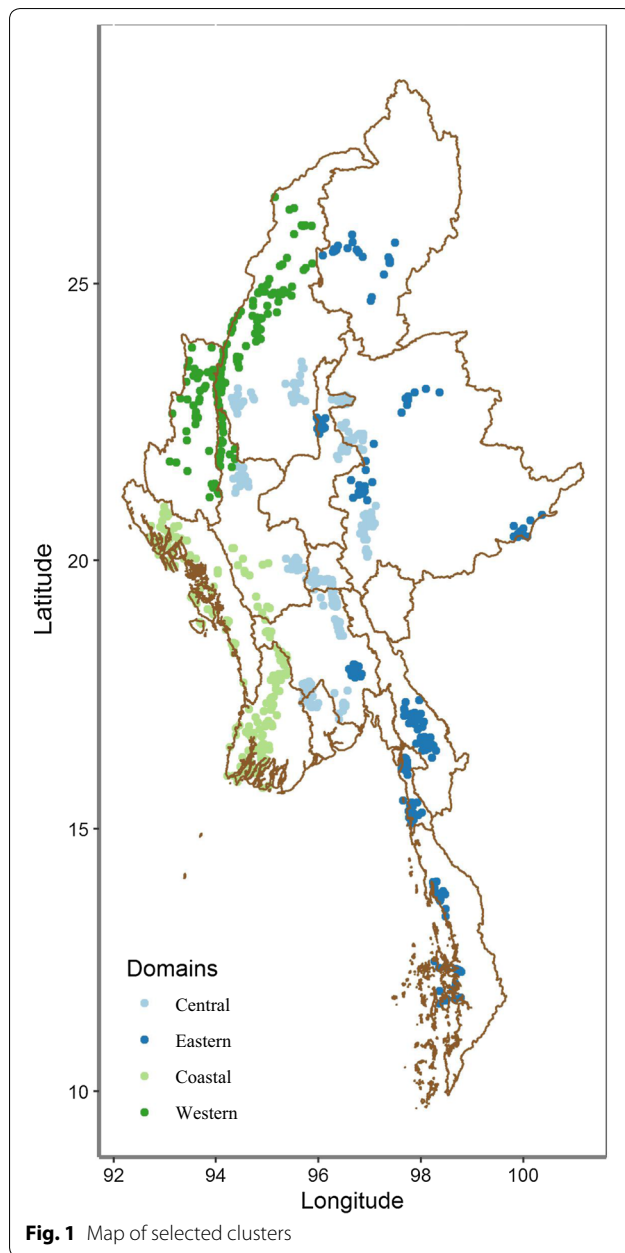 25
20
15
10
Latitude
Domains
Central
Eastern
Coastal
Western
92 94 96 98 100
Longitude
Fig. 1 Map of selected clusters